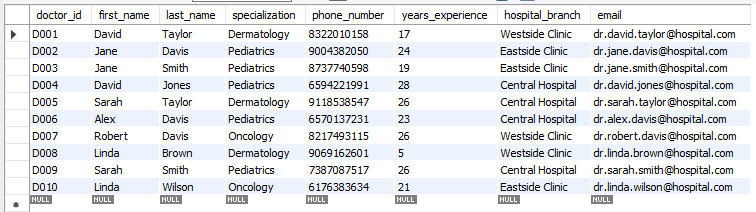 doctor_id first_name last_name specialization phone_number years_experience hospital_branch email
D001 David Taylor Dermatology 8322010158 17 Westside Clinic dr.david.taylor@hospital.com
D002 Jane Davis Pediatrics 9004382050 24 Eastside Clinic dr.jane.davis@hospital.com
D003 Jane Smith Pediatrics 8737740598 19 Eastside Clinic dr.jane.smith@hospital.com
D004 David Jones Pediatrics 6594221991 28 Central Hospital dr.david.jones@hospital.com
D005 Sarah Taylor Dermatology 9118538547 26 Central Hospital dr.sarah.taylor@hospital.com
D006 Alex Davis Pediatrics 6570137231 23 Central Hospital dr.alex.davis@hospital.com
D007 Robert Davis Oncology 8217493115 26 Westside Clinic dr.robert.davis@hospital.com
D008 Linda Brown Dermatology 9069162601 5 Westside Clinic dr.linda.brown@hospital.com
D009 Sarah Smith Pediatrics 7387087517 26 Central Hospital dr.sarah.smith@hospital.com
D010 Linda Wilson Oncology 6176383634 21 Eastside Clinic dr.linda.wilson@hospital.com
NULL NULL NULL NULL NULL NULL NULL NULL